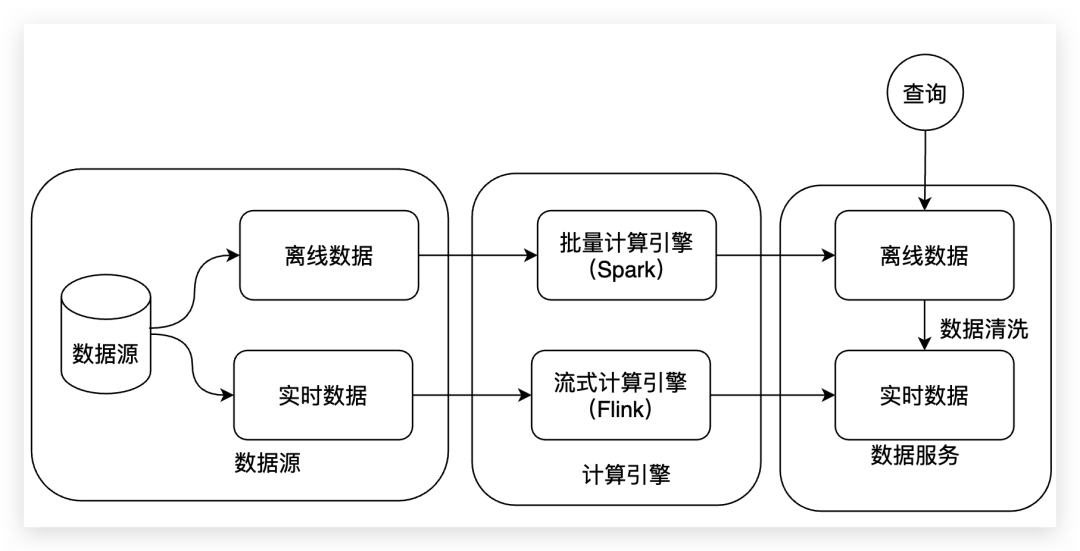 查询
数据源
离线数据
实时数据
数据源
批量计算引擎
（Spark）
流式计算引擎
（Flink）
计算引擎
离线数据
数据清洗
实时数据
数据服务